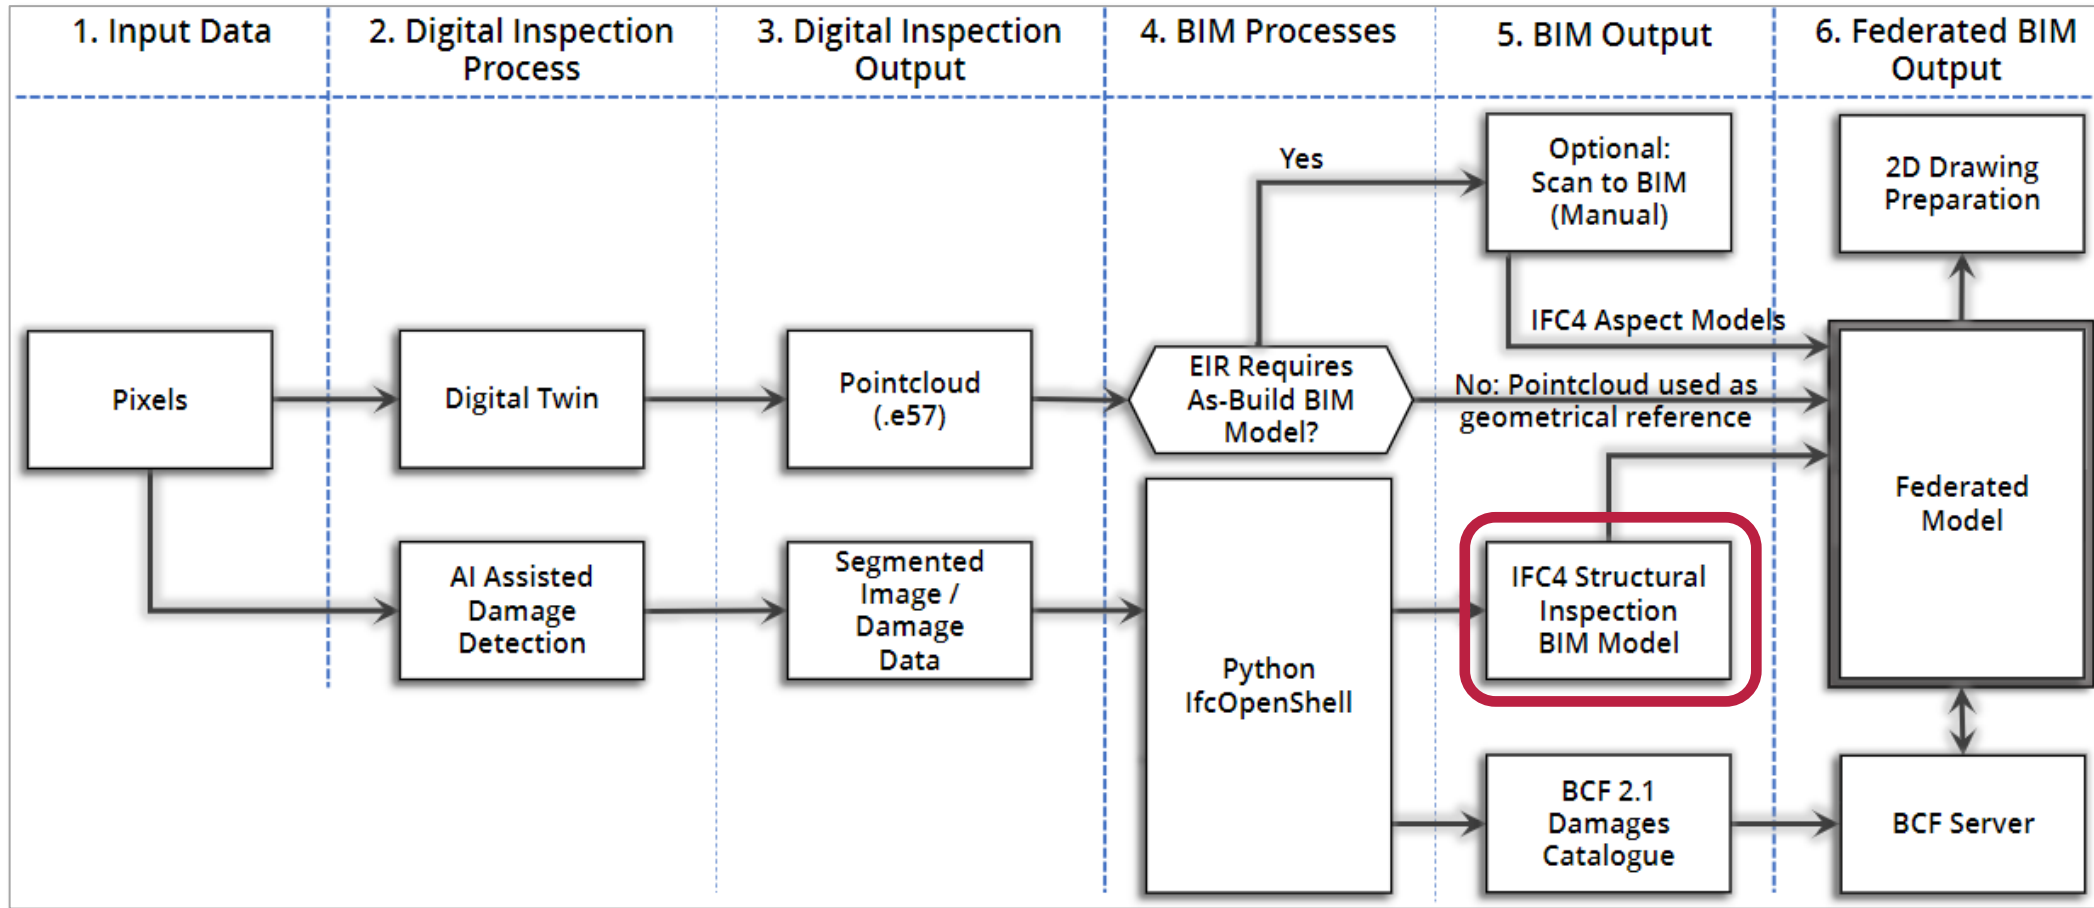 1. Input Data
2. Digital Inspection
Process
3. Digital Inspection
Output
4. BIM Processes
5. BIM Output
6. Federated BIM
Output
Yes
Optional:
Scan to BIM
(Manual)
2D Drawing
Preparation
IFC4 Aspect Models
Pixels
Digital Twin
Pointcloud
(.e57)
EIR Requires
As-Build BIM
Model?
No: Pointcloud used as
geometrical reference
Federated
Model
AI Assisted
Damage
Detection
Segmented
Image /
Damage
Data
Python
IfcOpenShell
IFC4 Structural
Inspection
BIM Model
BCF 2.1
Damages
Catalogue
BCF Server